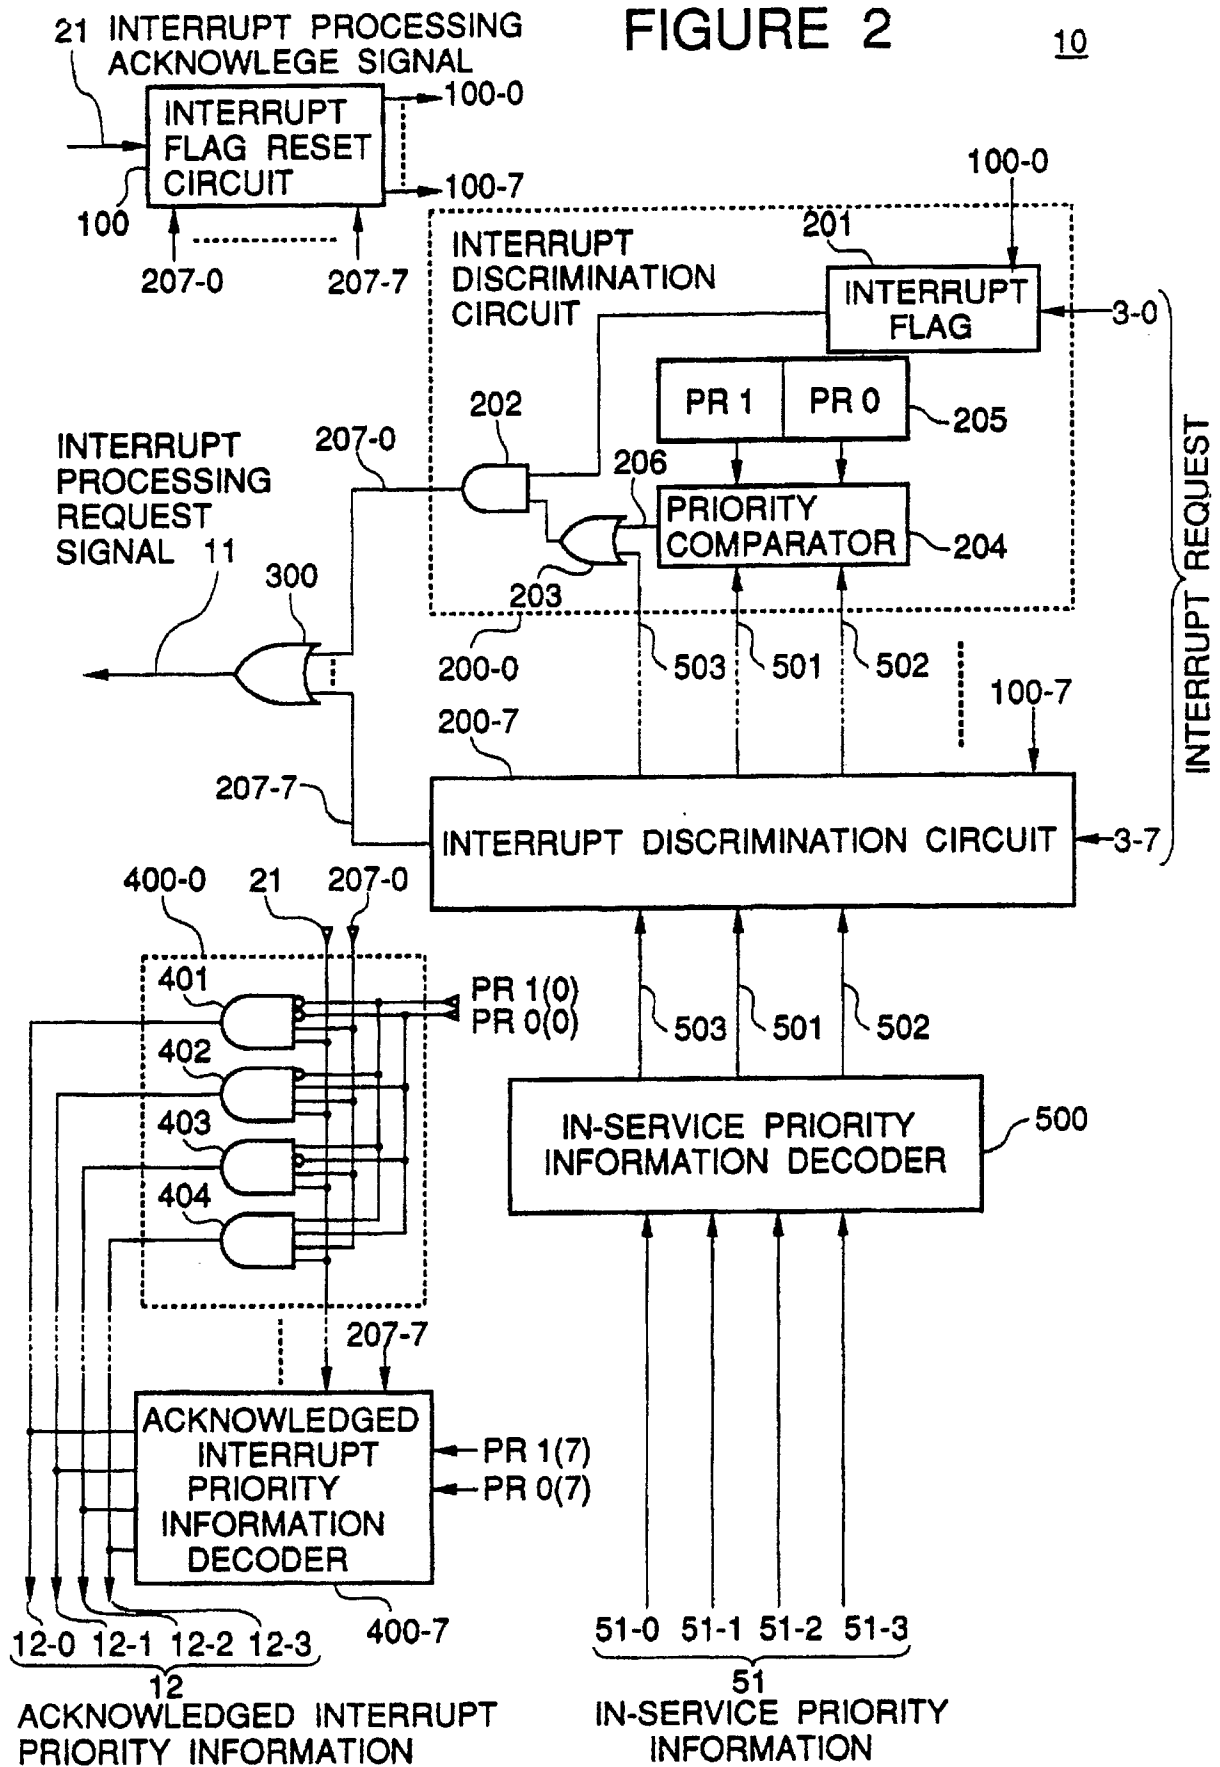 FIGURE 2
10
21 INTERRUPT PROCESSING
ACKNOWLEGE SIGNAL
INTERRUPT
FLAG RESET
CIRCUIT
100
100-0
100-7
207-0
207-7
100-0
INTERRUPT
DISCRIMINATION
CIRCUIT
201
INTERRUPT
FLAG
3-0
PR 1
PR 0
205
202
207-0
206
PRIORITY
COMPARATOR
204
203
INTERRUPT
PROCESSING
REQUEST
SIGNAL 11
300
200-0
503
501
502
INTERRUPT REQUEST
200-7
100-7
207-7
INTERRUPT DISCRIMINATION CIRCUIT
3-7
400-0
21
207-0
401
PR 1(0)
PR 0(0)
402
403
404
503
501
502
IN-SERVICE PRIORITY
INFORMATION DECODER
500
207-7
ACKNOWLEDGED
INTERRUPT
PRIORITY
INFORMATION
DECODER
PR 1(7)
PR 0(7)
400-7
12-0
12-1
12-2
12-3
12
ACKNOWLEDGED INTERRUPT
PRIORITY INFORMATION
51-0
51-1
51-2
51-3
51
IN-SERVICE PRIORITY
INFORMATION